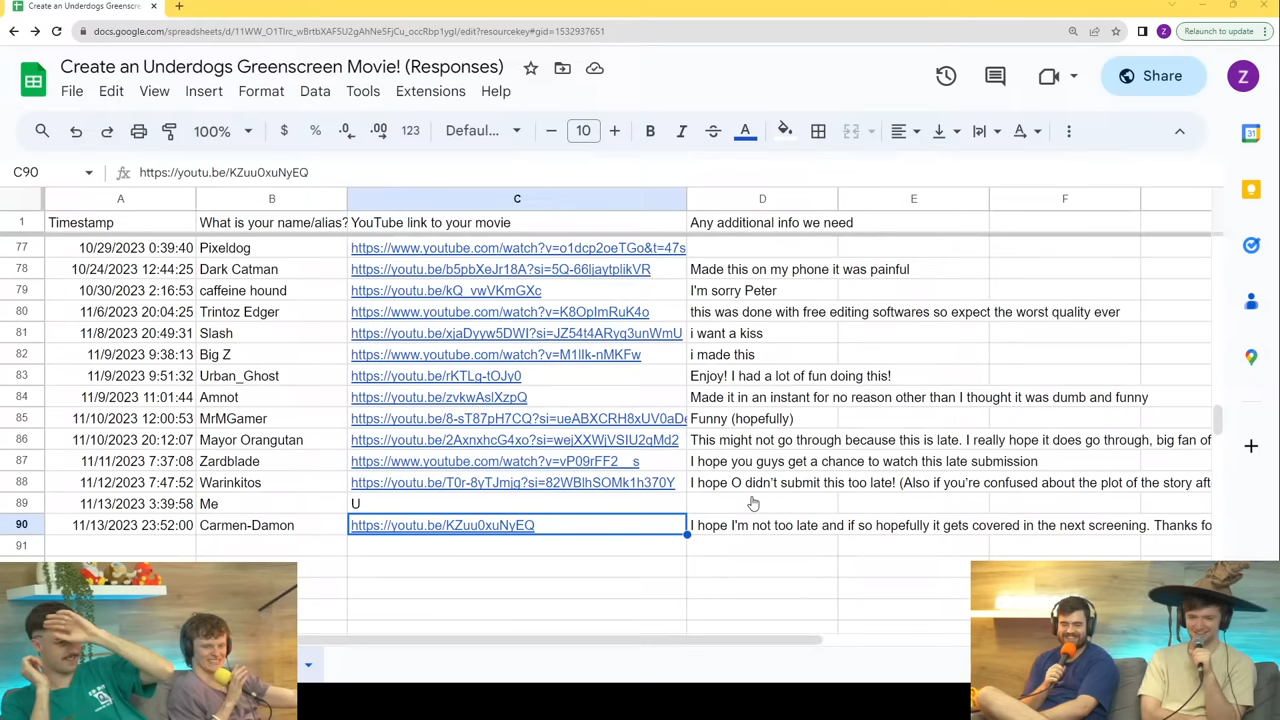 Create an Underdogs Greenscreen
docs.google.com/spreadsheets/d/11WW_O1Tlrc_wBrtbXAF5U2gAhNe5FjCu_occRbp1ygI/edit?resourcekey#gid=1532937651
Relaunch to update
Create an Underdogs Greenscreen Movie! (Responses)
File Edit View Insert Format Data Tools Extensions Help
Share
Z
100% $ % .0 .00 123 Defaul... 10 B I A
C90 fx https://youtu.be/KZuu0xuNyEQ
A B C D E F
1 Timestamp What is your name/alias? YouTube link to your movie Any additional info we need
77 10/29/2023 0:39:40 Pixeldog https://www.youtube.com/watch?v=o1dcp2oeTGo&t=47s
78 10/24/2023 12:44:25 Dark Catman https://youtu.be/b5pbXeJr18A?si=5Q-66ljaytplikVR Made this on my phone it was painful
79 10/30/2023 2:16:53 caffeine hound https://youtu.be/kQ_vwVKmGXc I'm sorry Peter
80 11/6/2023 20:04:25 Trintoz Edger https://www.youtube.com/watch?v=K8OpImRuK4o this was done with free editing softwares so expect the worst quality ever
81 11/8/2023 20:49:31 Slash https://youtu.be/xjaDyyw5DWI?si=JZ54t4ARyq3unWmU i want a kiss
82 11/9/2023 9:38:13 Big Z https://www.youtube.com/watch?v=M1lIk-nMKFw i made this
83 11/9/2023 9:51:32 Urban_Ghost https://youtu.be/rKTLg-tOJy0 Enjoy! I had a lot of fun doing this!
84 11/9/2023 11:01:44 Amnot https://youtu.be/zvkwAslXzpQ Made it in an instant for no reason other than I thought it was dumb and funny
85 11/10/2023 12:00:53 MrMGamer https://youtu.be/8-sT87pH7CQ?si=ueABXCRH8xUV0aDe Funny (hopefully)
86 11/10/2023 20:12:07 Mayor Orangutan https://youtu.be/2AxnxhcG4xo?si=wejXXWjVSIU2qMd2 This might not go through because this is late. I really hope it does go through, big fan of
87 11/11/2023 7:37:08 Zardblade https://www.youtube.com/watch?v=vP09rFF2__s I hope you guys get a chance to watch this late submission
88 11/12/2023 7:47:52 Warinkitos https://youtu.be/T0r-8yTJmjg?si=82WBlhSOMk1h370Y I hope O didn't submit this too late! (Also if you're confused about the plot of the story aft
89 11/13/2023 3:39:58 Me U
90 11/13/2023 23:52:00 Carmen-Damon https://youtu.be/KZuu0xuNyEQ I hope I'm not too late and if so hopefully it gets covered in the next screening. Thanks fo
91